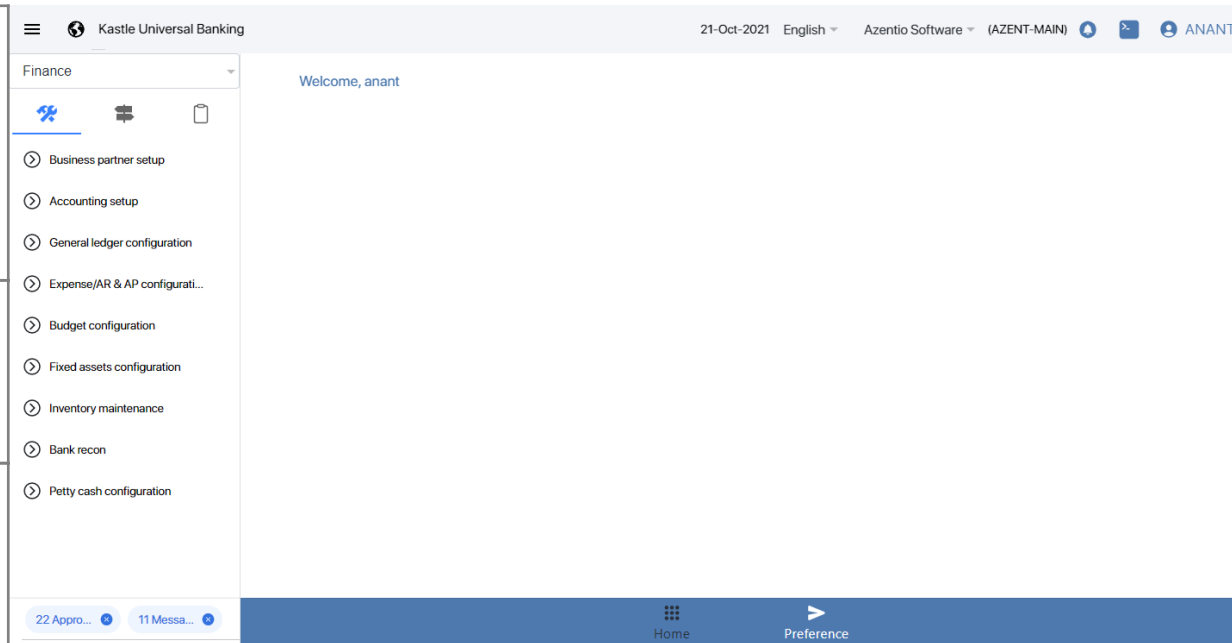 Kastle Universal Banking
21-Oct-2021 English Azentio Software (AZENT-MAIN) ANANT
Finance
Welcome, anant
Business partner setup
Accounting setup
General ledger configuration
Expense/AR & AP configurati...
Budget configuration
Fixed assets configuration
Inventory maintenance
Bank recon
Petty cash configuration
22 Appro... 11 Messa...
Home Preference